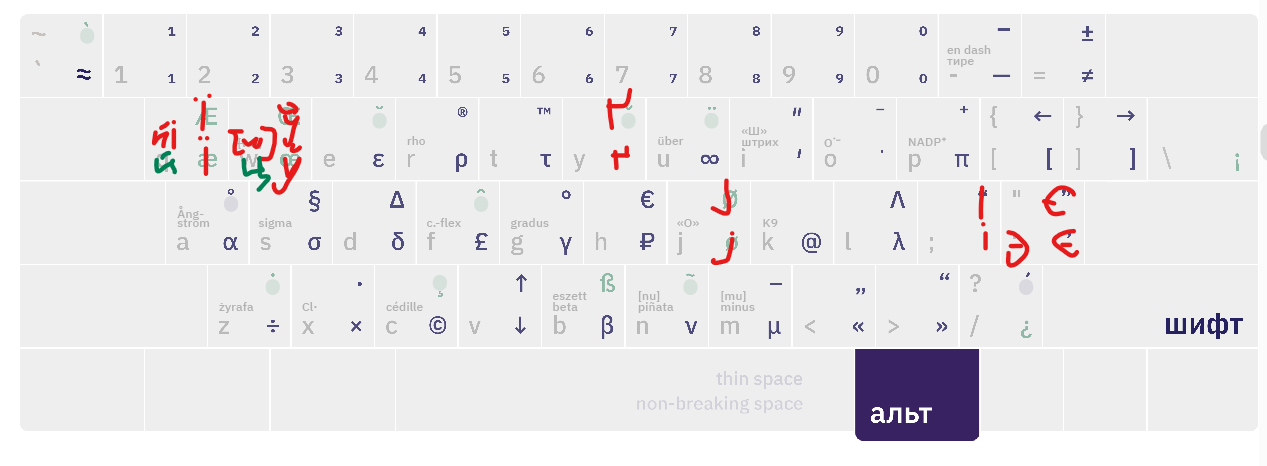 ~ ̀ 1 2 3 4 5 6 7 8 9 0 – ±
en dash
тире
` ≈ 1 1 2 2 3 3 4 4 5 5 6 6 7 7 8 8 9 9 0 0 - — = ≠
Æ Œ ˘ ® ™ Ґ ¨ ″ ¯ + { ← } →
rho über «Ш» штрих O¯~ NADP⁺
æ ї w œ e ε r ρ t τ y ґ u ∞ i ′ o · p π [ [ ] ] \ ¡
˚ § Δ ˆ ° € J Ø Λ І ‘ " Є ’
Ång-
ström sigma c.-flex gradus «О» K9
a α s σ d δ f £ g γ h ₽ j j ø k @ l λ ; і Э є
˙ · ¸ ↑ ß ˜ − „ “ ? ´
żyrafa Cl· cédille eszett beta [nu] piñata [mu] minus
z ÷ x × c © v ↓ b β n ν m μ < « > » / ¿ шифт
thin space
non-breaking space
альт